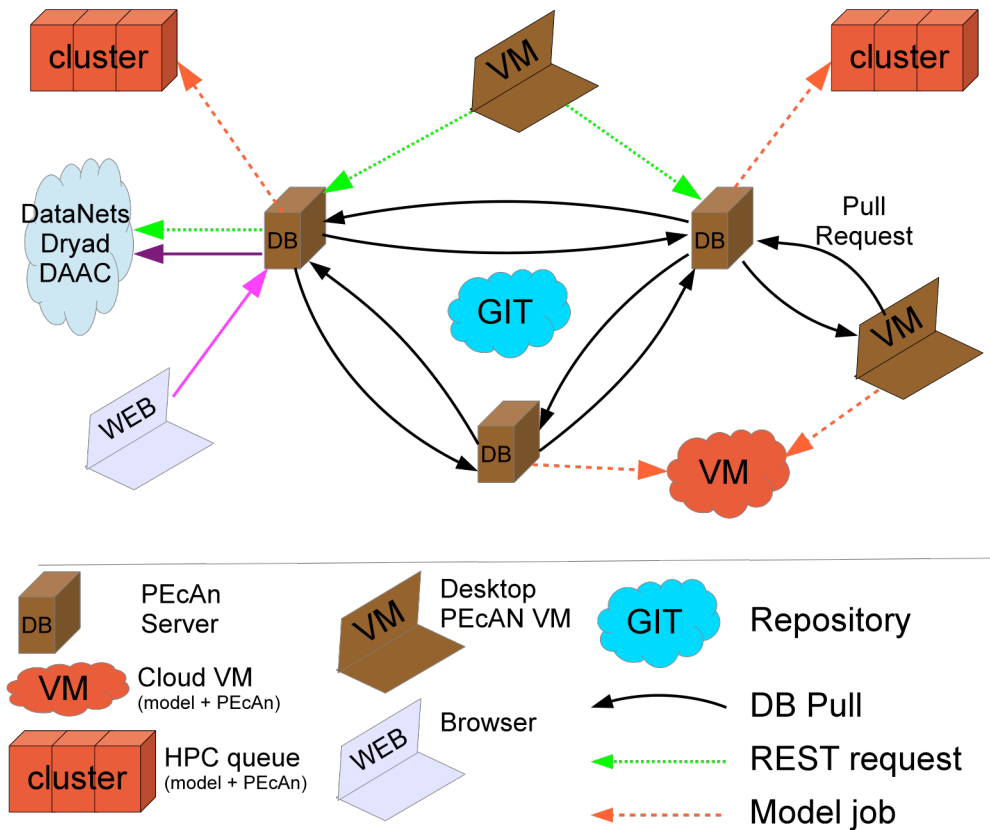 cluster
VM
cluster
DataNets
Dryad
DAAC
DB
DB
Pull
Request
GIT
VM
WEB
DB
VM
DB
PEcAn
Server
VM
Desktop
PEcAN VM
GIT
Repository
VM
Cloud VM
(model + PEcAn)
WEB
Browser
DB Pull
cluster
HPC queue
(model + PEcAn)
REST request
Model job